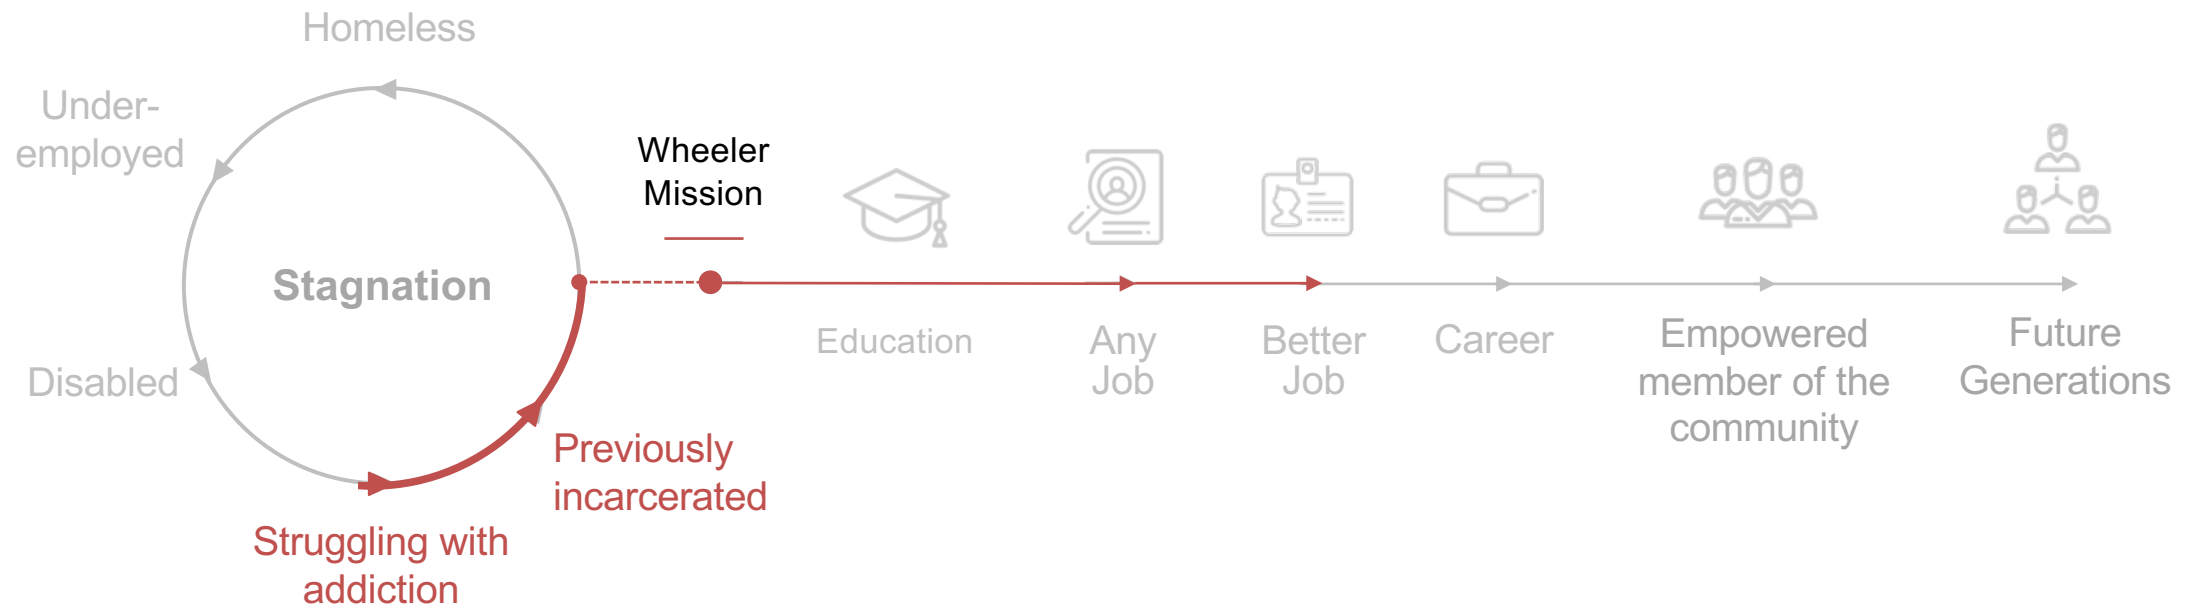 Homeless
Under-
employed
Stagnation
Disabled
Previously
incarcerated
Struggling with
addiction
Wheeler
Mission
Education
Any
Job
Better
Job
Career
Empowered
member of the
community
Future
Generations